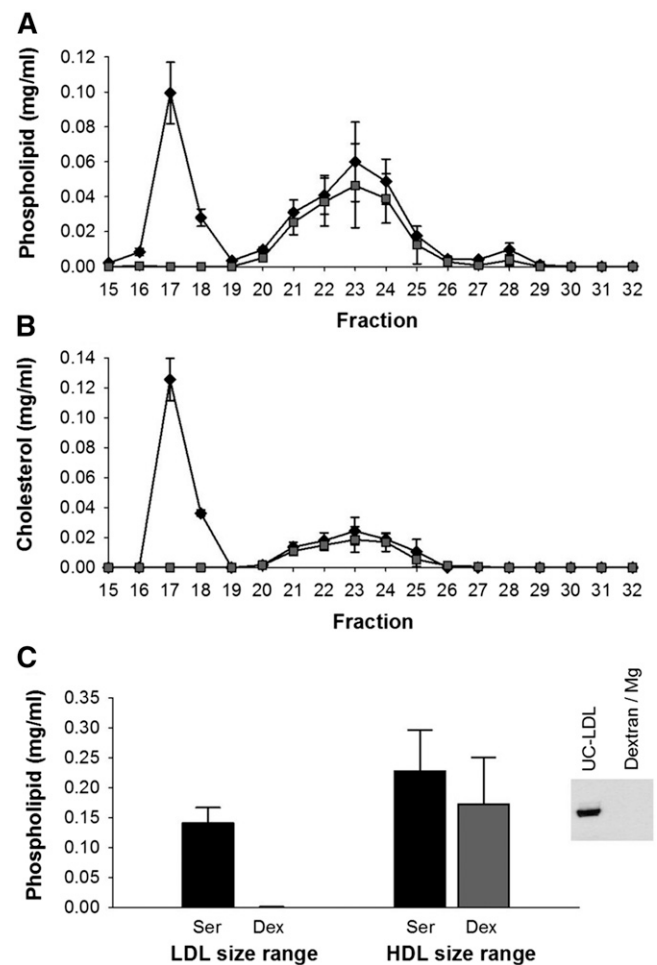 A
Phospholipid (mg/ml)
0.12
0.10
0.08
0.06
0.04
0.02
0.00
15 16 17 18 19 20 21 22 23 24 25 26 27 28 29 30 31 32
Fraction
B
Cholesterol (mg/ml)
0.14
0.12
0.10
0.08
0.06
0.04
0.02
0.00
15 16 17 18 19 20 21 22 23 24 25 26 27 28 29 30 31 32
Fraction
C
Phospholipid (mg/ml)
0.35
0.30
0.25
0.20
0.15
0.10
0.05
0.00
Ser Dex Ser Dex
LDL size range HDL size range
UC-LDL
Dextran / Mg